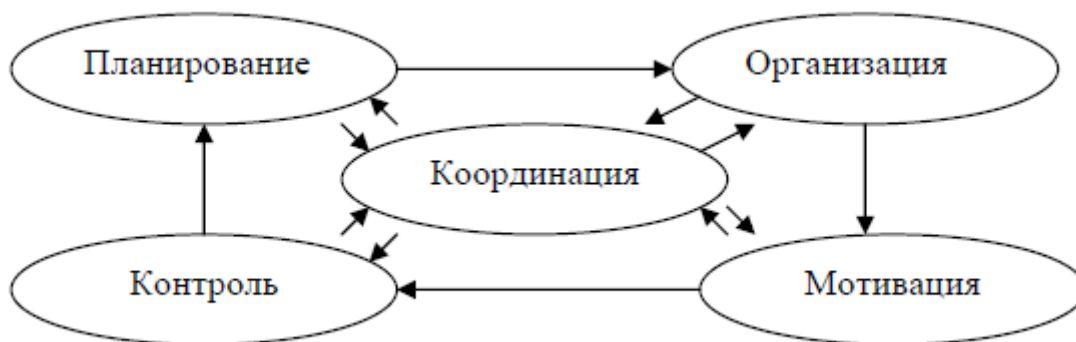 Планирование
Организация
Координация
Контроль
Мотивация